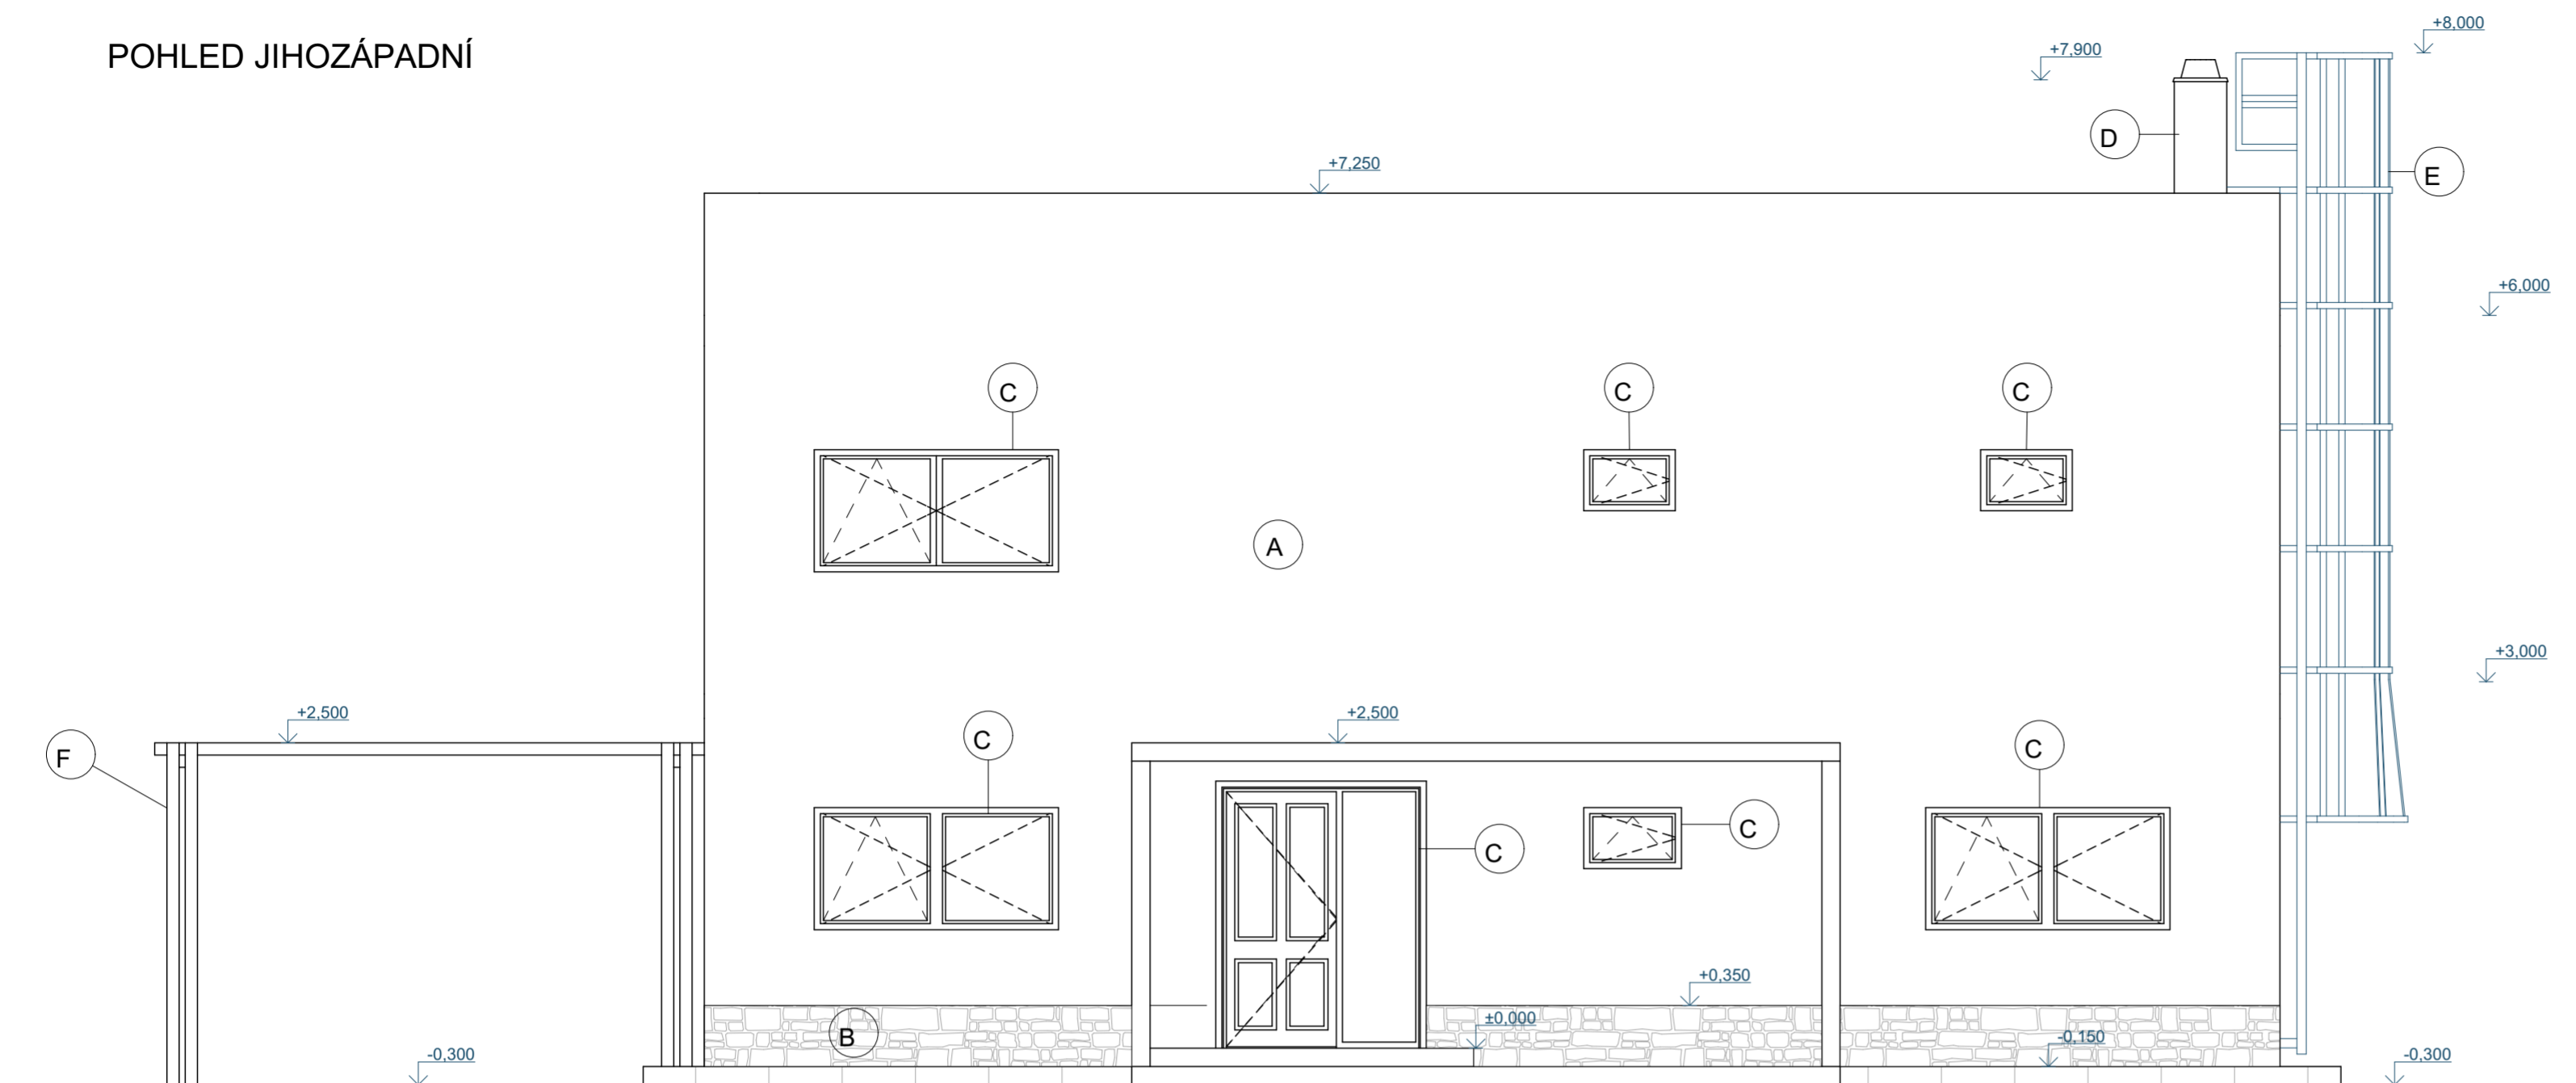 +8,000
POHLED JIHOZÁPADNÍ
+7,900
D
+7,250
E
+6,000
C
C
C
A
+3,000
+2,500
+2,500
C
C
F
C
C
+0,350
±0,000
B
-0,150
-0,300
-0,300